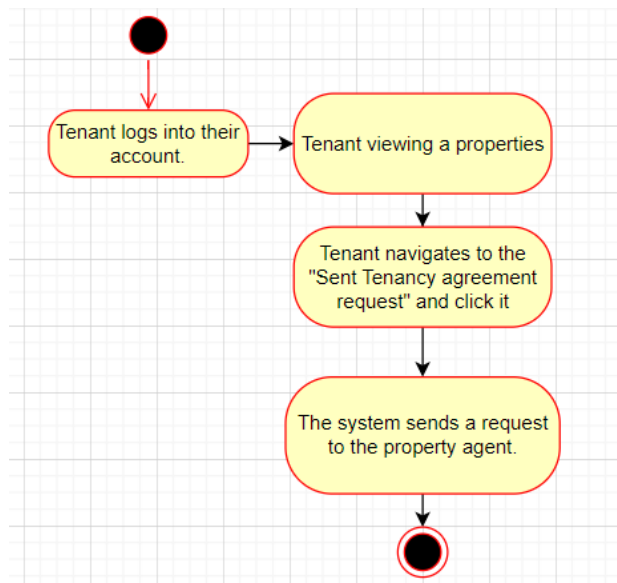 Tenant logs into their
account.
Tenant viewing a properties
Tenant navigates to the
"Sent Tenancy agreement
request" and click it
The system sends a request
to the property agent.